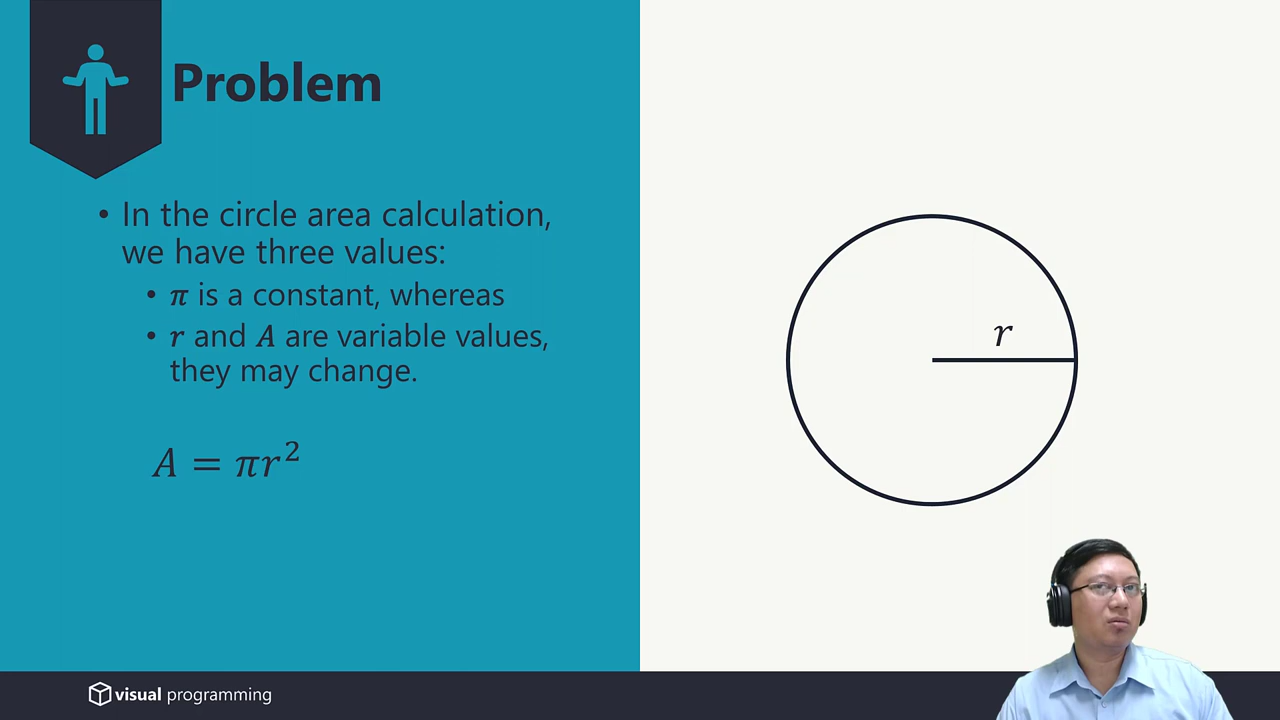 Problem
• In the circle area calculation,
we have three values:
• π is a constant, whereas
• r and A are variable values,
they may change.
A = πr²
r
visual programming